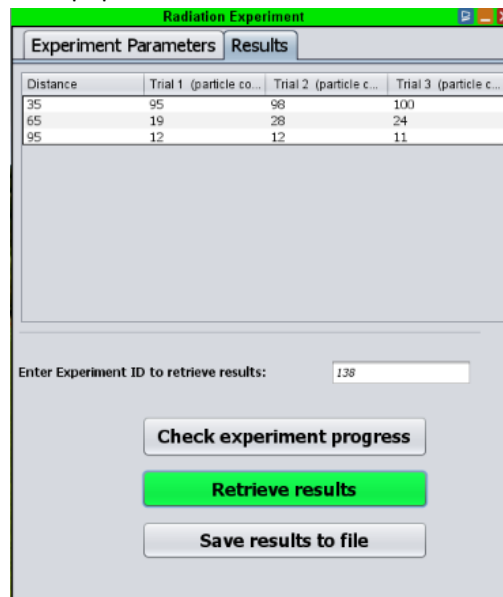 Radiation Experiment
Experiment Parameters Results
Distance Trial 1 (particle co... Trial 2 (particle c... Trial 3 (particle c...
35 95 98 100
65 19 28 24
95 12 12 11
Enter Experiment ID to retrieve results: 138
Check experiment progress
Retrieve results
Save results to file